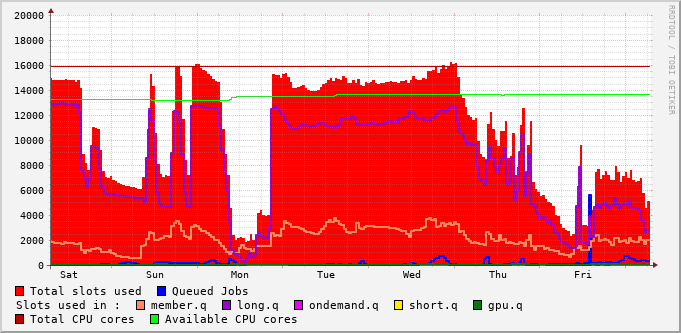 20000
18000
16000
14000
12000
10000
8000
6000
4000
2000
0
Sat Sun Mon Tue Wed Thu Fri
RRDTOOL / TOBI OETIKER
Total slots used Queued Jobs
Slots used in : member.q long.q ondemand.q short.q gpu.q
Total CPU cores Available CPU cores